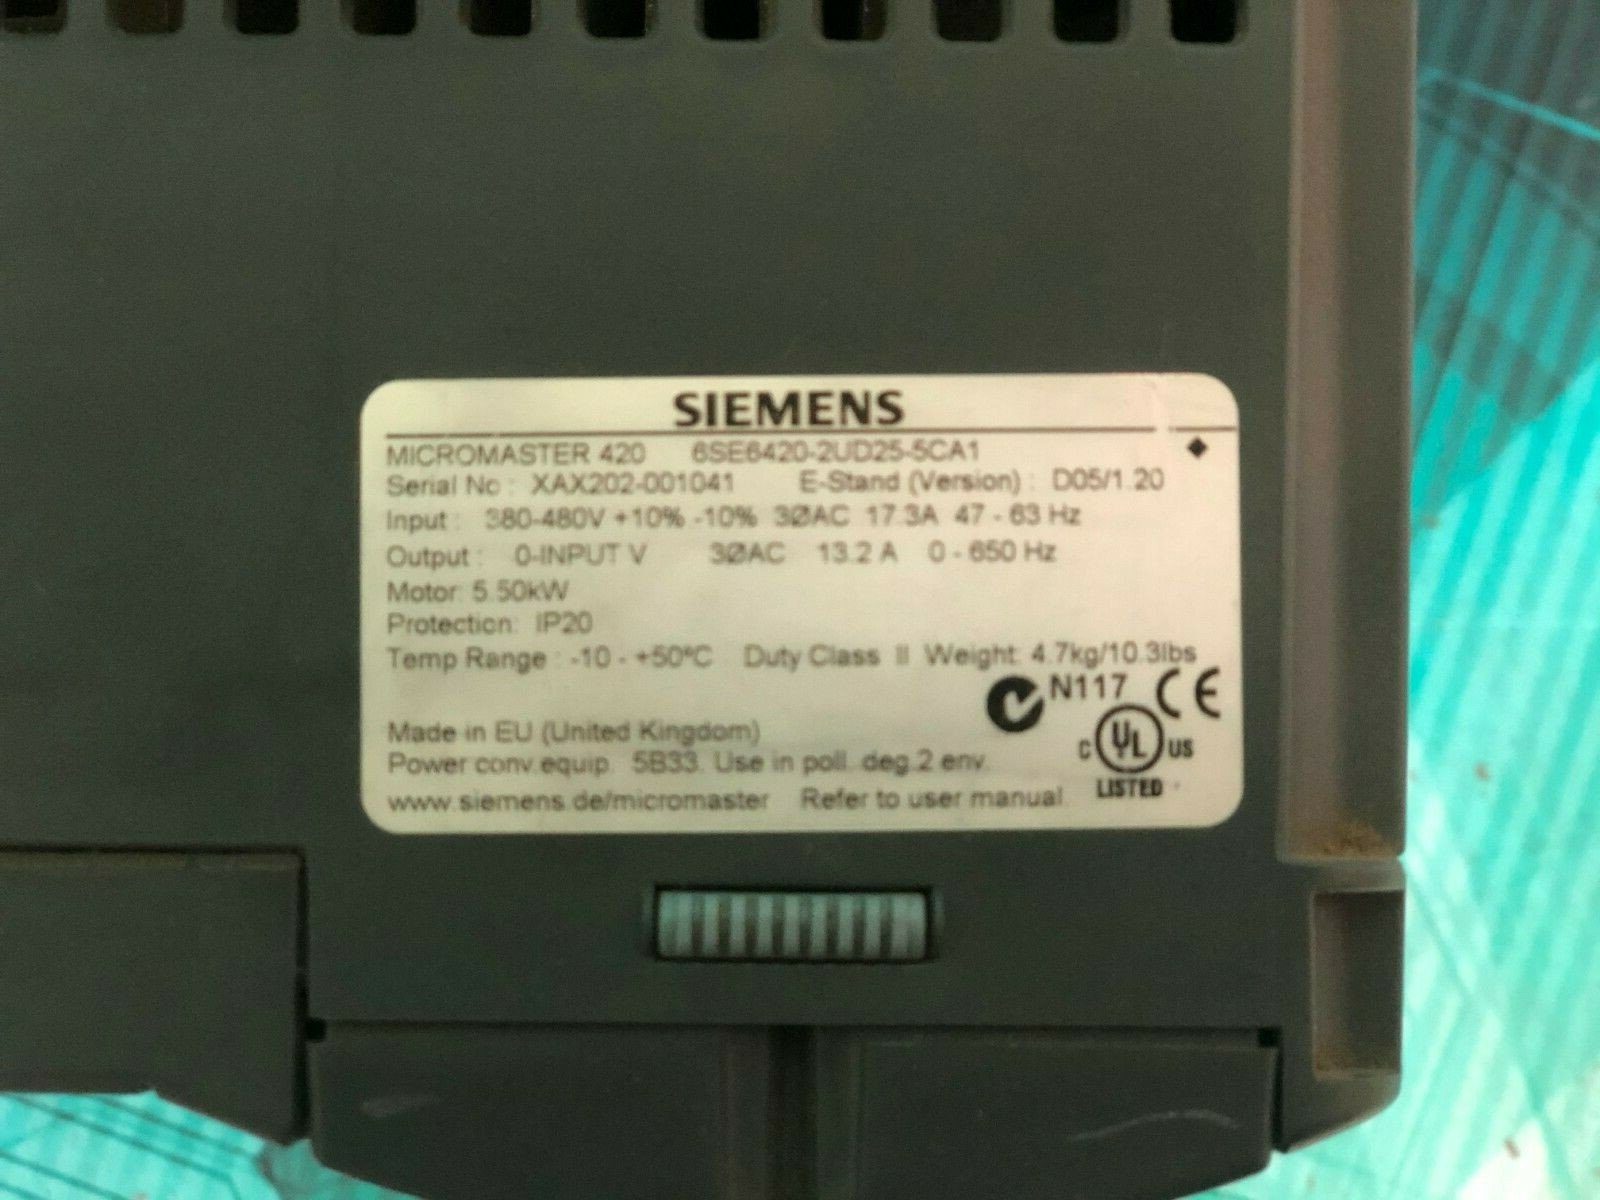 SIEMENS
MICROMASTER 420 6SE6420-2UD25-5CA1
Serial No : XAX202-001041 E-Stand (Version) : D05/1.20
Input : 380-480V +10% -10% 3ØAC 17.3A 47 - 63 Hz
Output : 0-INPUT V 3ØAC 13.2 A 0 - 650 Hz
Motor: 5.50kW
Protection: IP20
Temp Range : -10 - +50ºC Duty Class II Weight: 4.7kg/10.3lbs
N117 CE
Made in EU (United Kingdom)
C UL US
Power conv.equip. 5B33. Use in poll. deg.2 env.
www.siemens.de/micromaster Refer to user manual.
LISTED